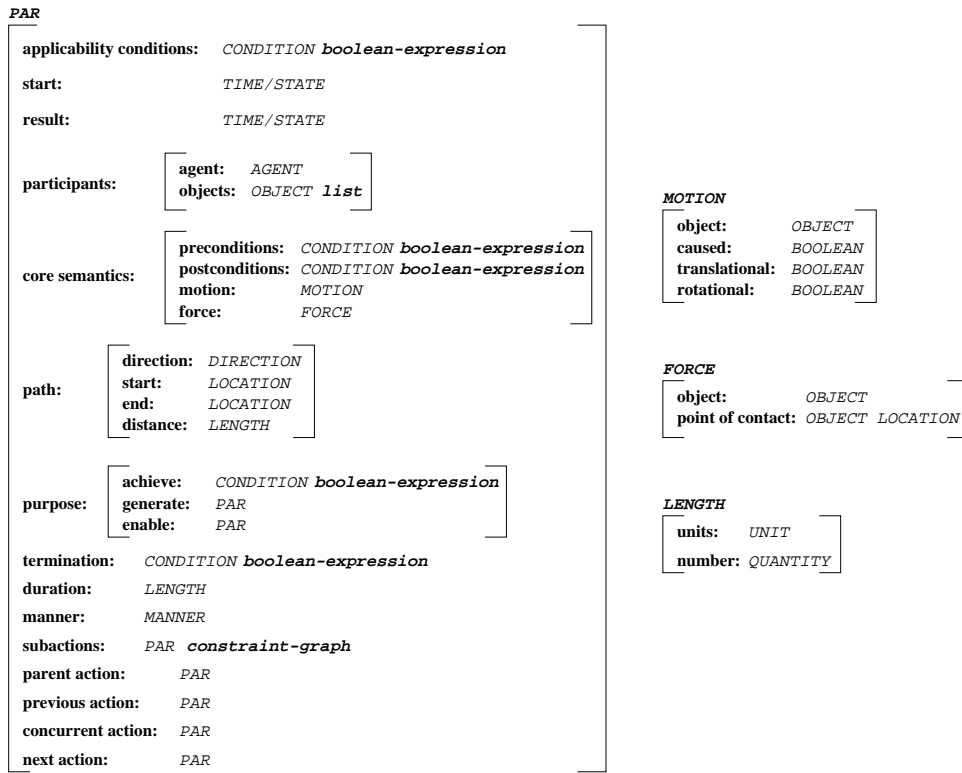 PAR
applicability conditions: CONDITION boolean-expression
start: TIME/STATE
result: TIME/STATE
participants:
agent: AGENT
objects: OBJECT list
core semantics:
preconditions: CONDITION boolean-expression
postconditions: CONDITION boolean-expression
motion: MOTION
force: FORCE
path:
direction: DIRECTION
start: LOCATION
end: LOCATION
distance: LENGTH
purpose:
achieve: CONDITION boolean-expression
generate: PAR
enable: PAR
termination: CONDITION boolean-expression
duration: LENGTH
manner: MANNER
subactions: PAR constraint-graph
parent action: PAR
previous action: PAR
concurrent action: PAR
next action: PAR
MOTION
object: OBJECT
caused: BOOLEAN
translational: BOOLEAN
rotational: BOOLEAN
FORCE
object: OBJECT
point of contact: OBJECT LOCATION
LENGTH
units: UNIT
number: QUANTITY